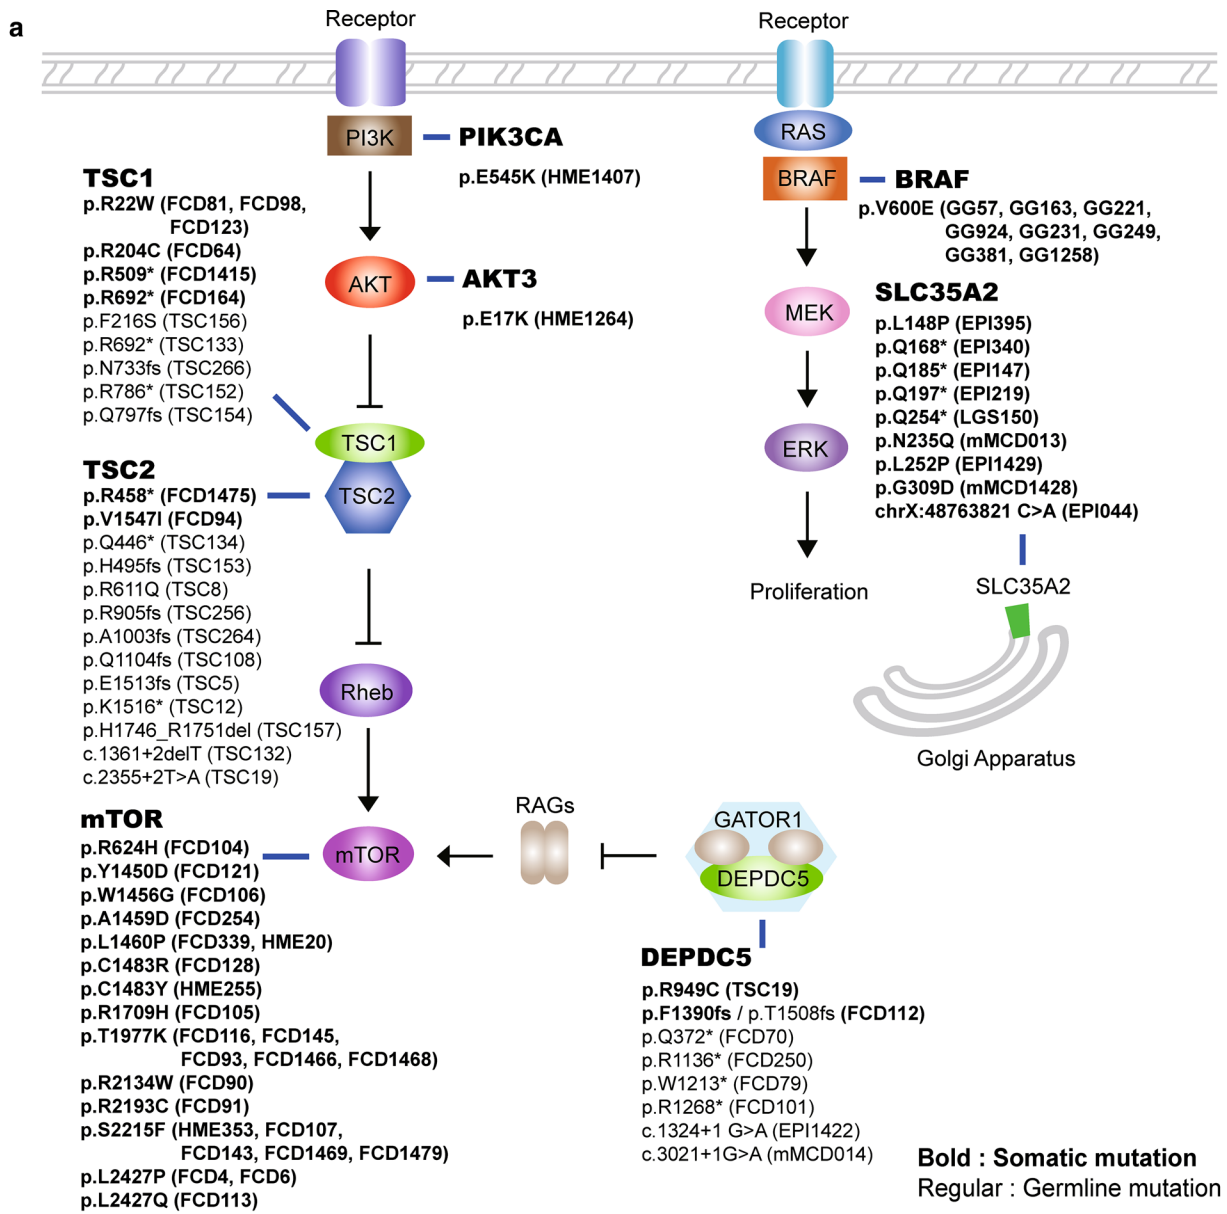 a
Receptor
PI3K
PIK3CA
p.E545K (HME1407)
TSC1
p.R22W (FCD81, FCD98,
FCD123)
p.R204C (FCD64)
p.R509* (FCD1415)
p.R692* (FCD164)
p.F216S (TSC156)
p.R692* (TSC133)
p.N733fs (TSC266)
p.R786* (TSC152)
p.Q797fs (TSC154)
AKT
AKT3
p.E17K (HME1264)
TSC1
TSC2
TSC2
p.R458* (FCD1475)
p.V1547I (FCD94)
p.Q446* (TSC134)
p.H495fs (TSC153)
p.R611Q (TSC8)
p.R905fs (TSC256)
p.A1003fs (TSC264)
p.Q1104fs (TSC108)
p.E1513fs (TSC5)
p.K1516* (TSC12)
p.H1746_R1751del (TSC157)
c.1361+2delT (TSC132)
c.2355+2T>A (TSC19)
Rheb
mTOR
p.R624H (FCD104)
p.Y1450D (FCD121)
p.W1456G (FCD106)
p.A1459D (FCD254)
p.L1460P (FCD339, HME20)
p.C1483R (FCD128)
p.C1483Y (HME255)
p.R1709H (FCD105)
p.T1977K (FCD116, FCD145,
FCD93, FCD1466, FCD1468)
p.R2134W (FCD90)
p.R2193C (FCD91)
p.S2215F (HME353, FCD107,
FCD143, FCD1469, FCD1479)
p.L2427P (FCD4, FCD6)
p.L2427Q (FCD113)
mTOR
RAGs
GATOR1
DEPDC5
DEPDC5
p.R949C (TSC19)
p.F1390fs / p.T1508fs (FCD112)
p.Q372* (FCD70)
p.R1136* (FCD250)
p.W1213* (FCD79)
p.R1268* (FCD101)
c.1324+1 G>A (EPI1422)
c.3021+1G>A (mMCD014)
Receptor
RAS
BRAF
BRAF
p.V600E (GG57, GG163, GG221,
GG924, GG231, GG249,
GG381, GG1258)
MEK
ERK
Proliferation
SLC35A2
p.L148P (EPI395)
p.Q168* (EPI340)
p.Q185* (EPI147)
p.Q197* (EPI219)
p.Q254* (LGS150)
p.N235Q (mMCD013)
p.L252P (EPI1429)
p.G309D (mMCD1428)
chrX:48763821 C>A (EPI044)
SLC35A2
Golgi Apparatus
Bold : Somatic mutation
Regular : Germline mutation